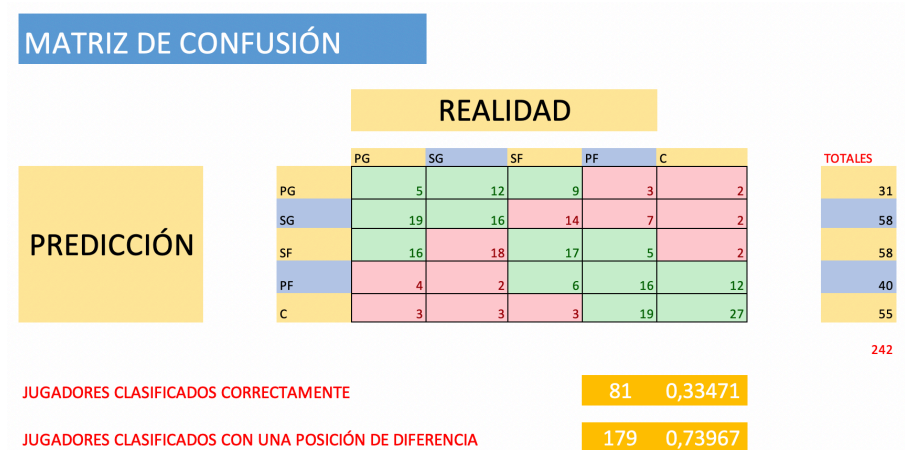 MATRIZ DE CONFUSIÓN
REALIDAD
PG SG SF PF C TOTALES
PREDICCIÓN
PG 5 12 9 3 2 31
SG 19 16 14 7 2 58
SF 16 18 17 5 2 58
PF 4 2 6 16 12 40
C 3 3 3 19 27 55
242
JUGADORES CLASIFICADOS CORRECTAMENTE 81 0,33471
JUGADORES CLASIFICADOS CON UNA POSICIÓN DE DIFERENCIA 179 0,73967